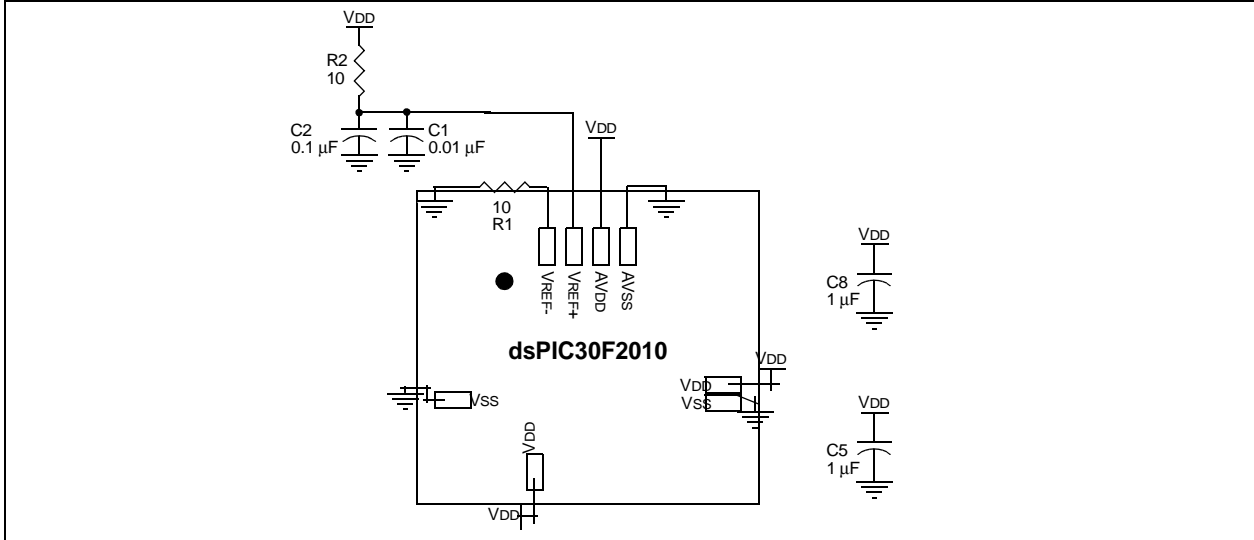 VDD
R2
10
C2
0.1 µF
C1
0.01 µF
VDD
10
R1
VREF-
VREF+
AVDD
AVSS
dsPIC30F2010
VDD
C8
1 µF
VDD
VDD
VSS
VSS
VDD
VDD
VDD
C5
1 µF